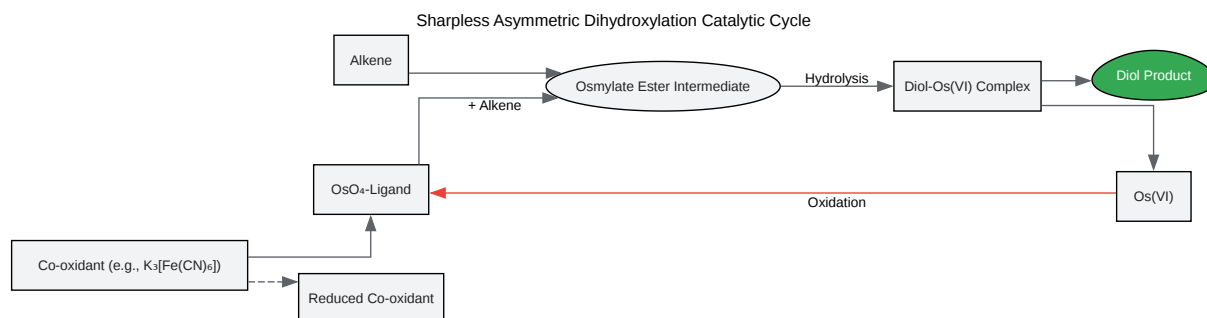 Sharpless Asymmetric Dihydroxylation Catalytic Cycle
Alkene
Osmylate Ester Intermediate
Hydrolysis
Diol-Os(VI) Complex
Diol Product
+ Alkene
OsO₄-Ligand
Oxidation
Os(VI)
Co-oxidant (e.g., K₃[Fe(CN)₆])
Reduced Co-oxidant